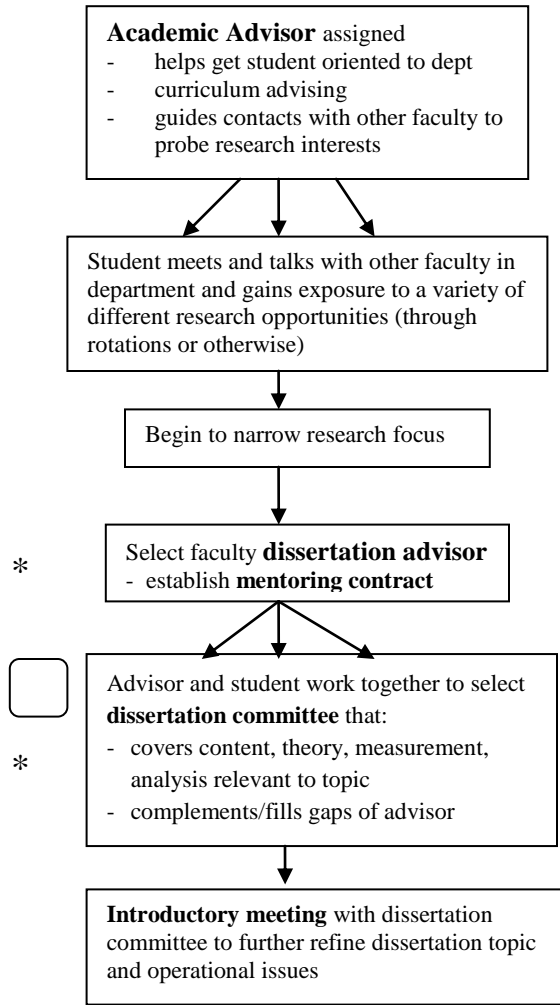 Academic Advisor assigned
- helps get student oriented to dept
- curriculum advising
- guides contacts with other faculty to
probe research interests
Student meets and talks with other faculty in
department and gains exposure to a variety of
different research opportunities (through
rotations or otherwise)
Begin to narrow research focus
*
Select faculty dissertation advisor
- establish mentoring contract
Advisor and student work together to select
dissertation committee that:
*
- covers content, theory, measurement,
analysis relevant to topic
- complements/fills gaps of advisor
Introductory meeting with dissertation
committee to further refine dissertation topic
and operational issues